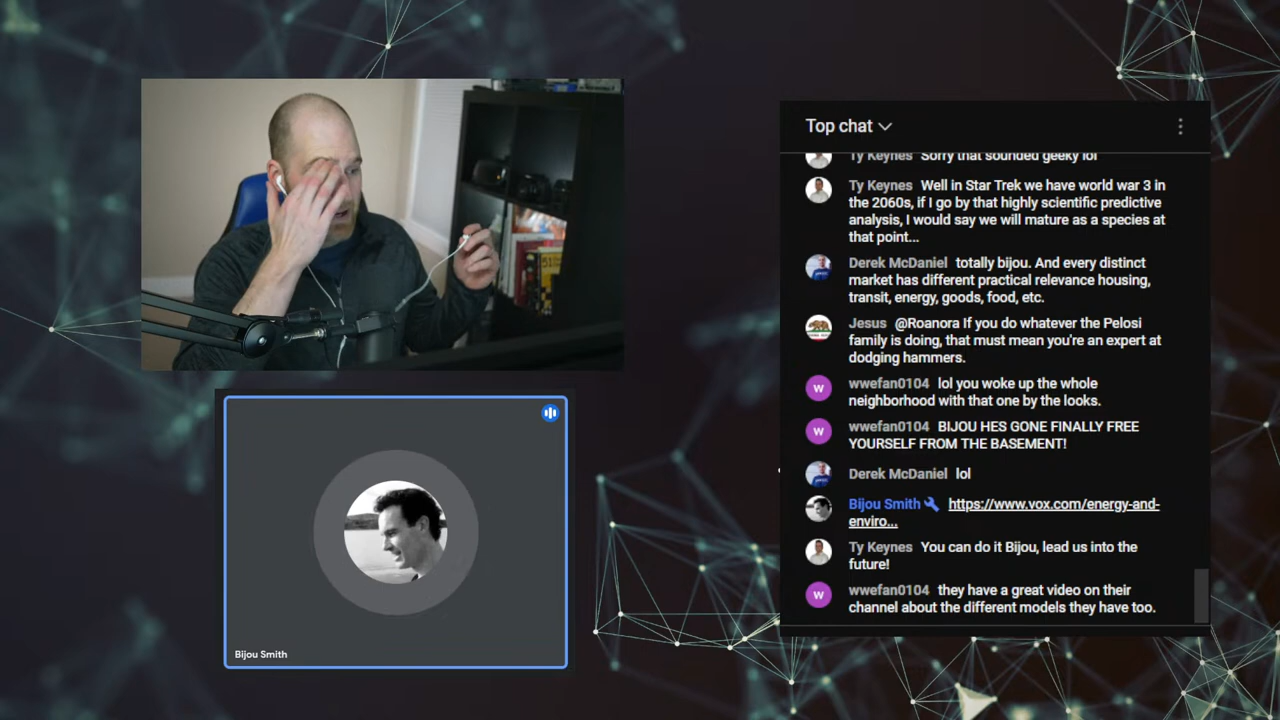 Top chat
Ty Keynes Sorry that sounded geeky lol
Ty Keynes Well in Star Trek we have world war 3 in
the 2060s, if I go by that highly scientific predictive
analysis, I would say we will mature as a species at
that point...
Derek McDaniel totally bijou. And every distinct
market has different practical relevance housing,
transit, energy, goods, food, etc.
Jesus @Roanora If you do whatever the Pelosi
family is doing, that must mean you're an expert at
dodging hammers.
wwefan0104 lol you woke up the whole
neighborhood with that one by the looks.
wwefan0104 BIJOU HES GONE FINALLY FREE
YOURSELF FROM THE BASEMENT!
Derek McDaniel lol
Bijou Smith https://www.vox.com/energy-and-
enviro...
Ty Keynes You can do it Bijou, lead us into the
future!
wwefan0104 they have a great video on their
channel about the different models they have too.
W
W
W
Bijou Smith